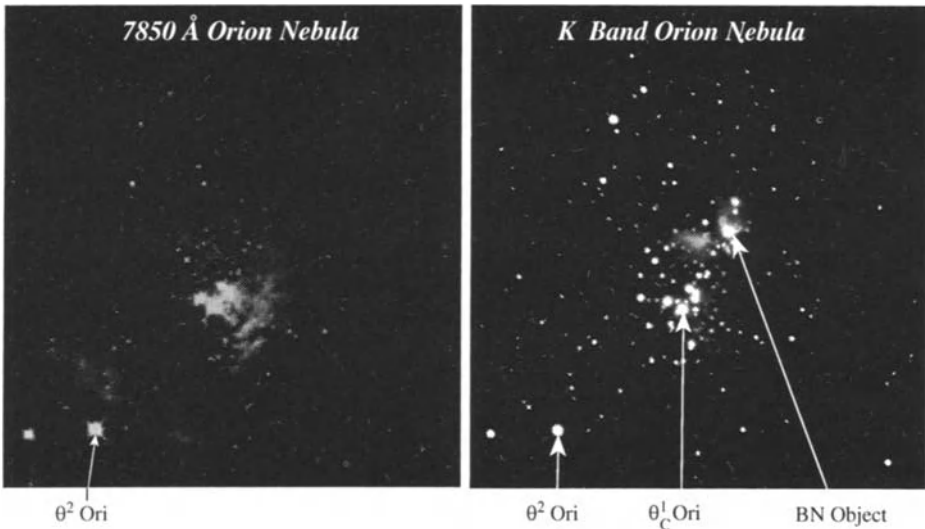 7850 Å Orion Nebula
K Band Orion Nebula
θ² Ori
θ² Ori
θ¹C Ori
BN Object